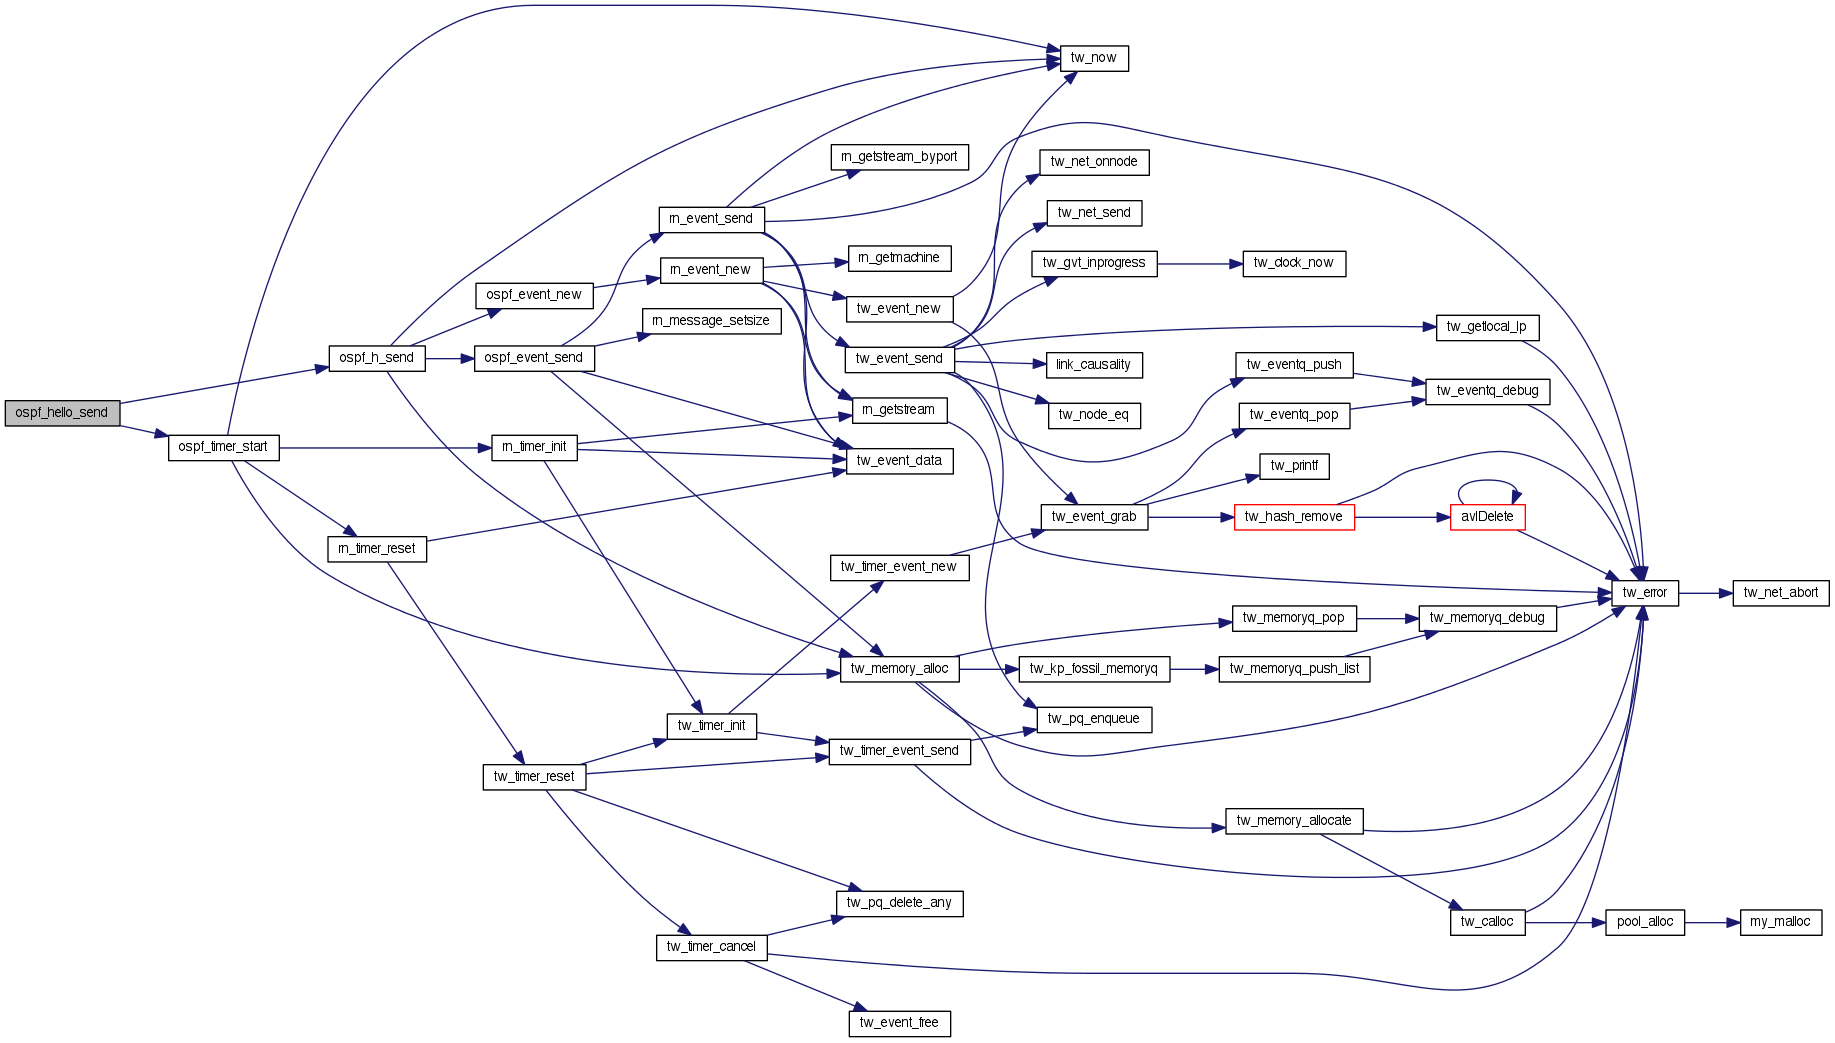 tw_now
rn_getstream_byport
tw_net_onnode
tw_net_send
rn_event_send
rn_getmachine
tw_gvt_inprogress
tw_clock_now
rn_event_new
ospf_event_new
tw_event_new
rn_message_setsize
tw_getlocal_lp
ospf_h_send
ospf_event_send
tw_event_send
link_causality
tw_eventq_push
tw_eventq_debug
ospf_hello_send
rn_getstream
tw_node_eq
tw_eventq_pop
ospf_timer_start
rn_timer_init
tw_event_data
tw_printf
tw_event_grab
tw_hash_remove
avlDelete
rn_timer_reset
tw_timer_event_new
tw_error
tw_net_abort
tw_memoryq_pop
tw_memoryq_debug
tw_memory_alloc
tw_kp_fossil_memoryq
tw_memoryq_push_list
tw_timer_init
tw_pq_enqueue
tw_timer_event_send
tw_timer_reset
tw_memory_allocate
tw_pq_delete_any
tw_calloc
pool_alloc
my_malloc
tw_timer_cancel
tw_event_free